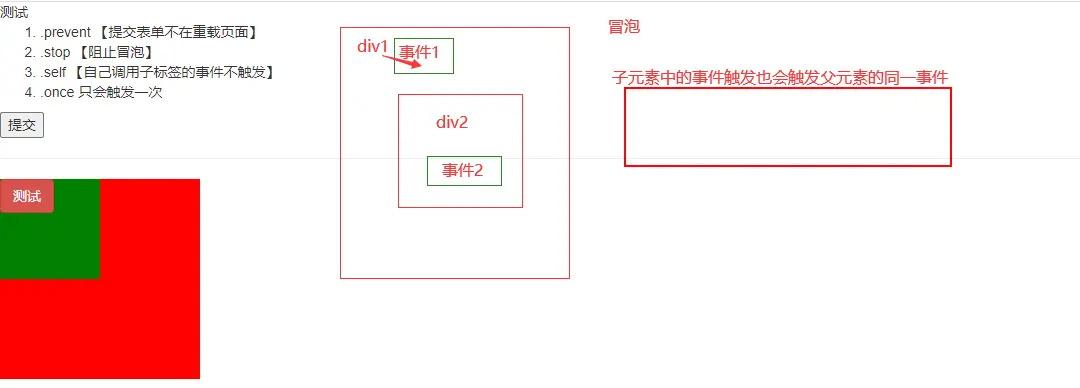 测试
1. .prevent 【提交表单不在重载页面】
2. .stop 【阻止冒泡】
3. .self 【自己调用子标签的事件不触发】
4. .once 只会触发一次
提交
测试
div1
事件1
div2
事件2
冒泡
子元素中的事件触发也会触发父元素的同一事件